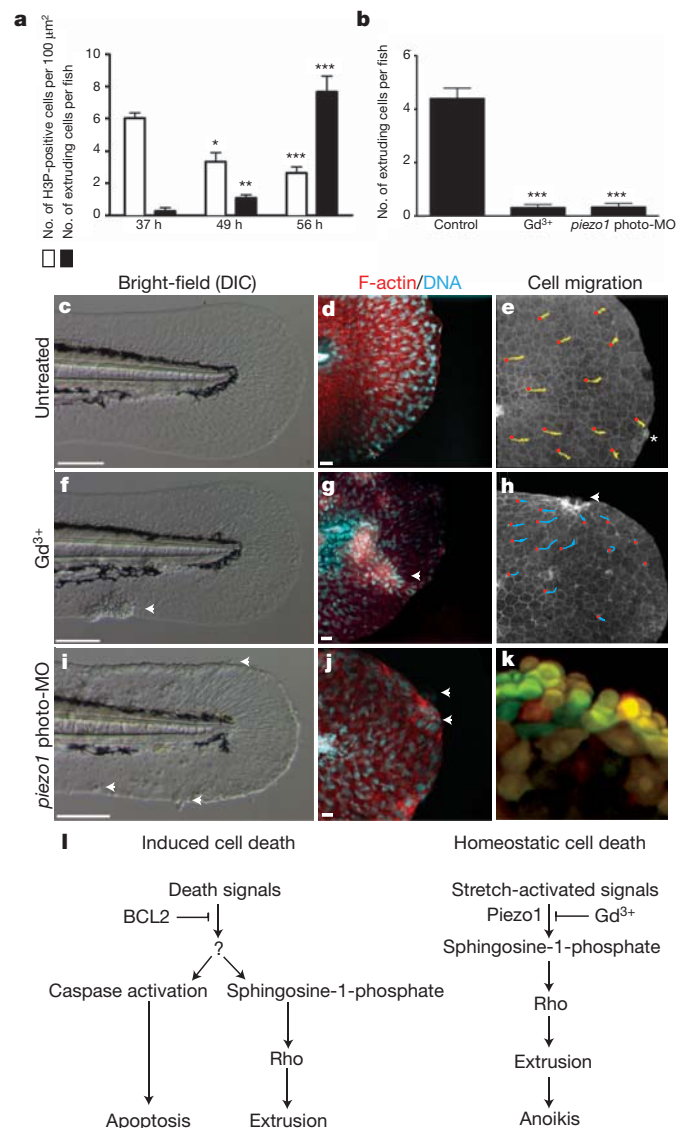 a
b
No. of H3P-positive cells per 100 µm²
No. of extruding cells per fish
10
8
6
4
2
0
*
**
***
***
37 h
49 h
56 h
No. of extruding cells per fish
6
4
2
0
***
***
Control
Gd³⁺
piezo1 photo-MO
Bright-field (DIC)
F-actin/DNA
Cell migration
Untreated
c
d
e
*
Gd³⁺
f
g
h
piezo1 photo-MO
i
j
k
l
Induced cell death
Homeostatic cell death
Death signals
BCL2
?
Caspase activation
Sphingosine-1-phosphate
Rho
Apoptosis
Extrusion
Stretch-activated signals
Piezo1
Gd³⁺
Sphingosine-1-phosphate
Rho
Extrusion
Anoikis